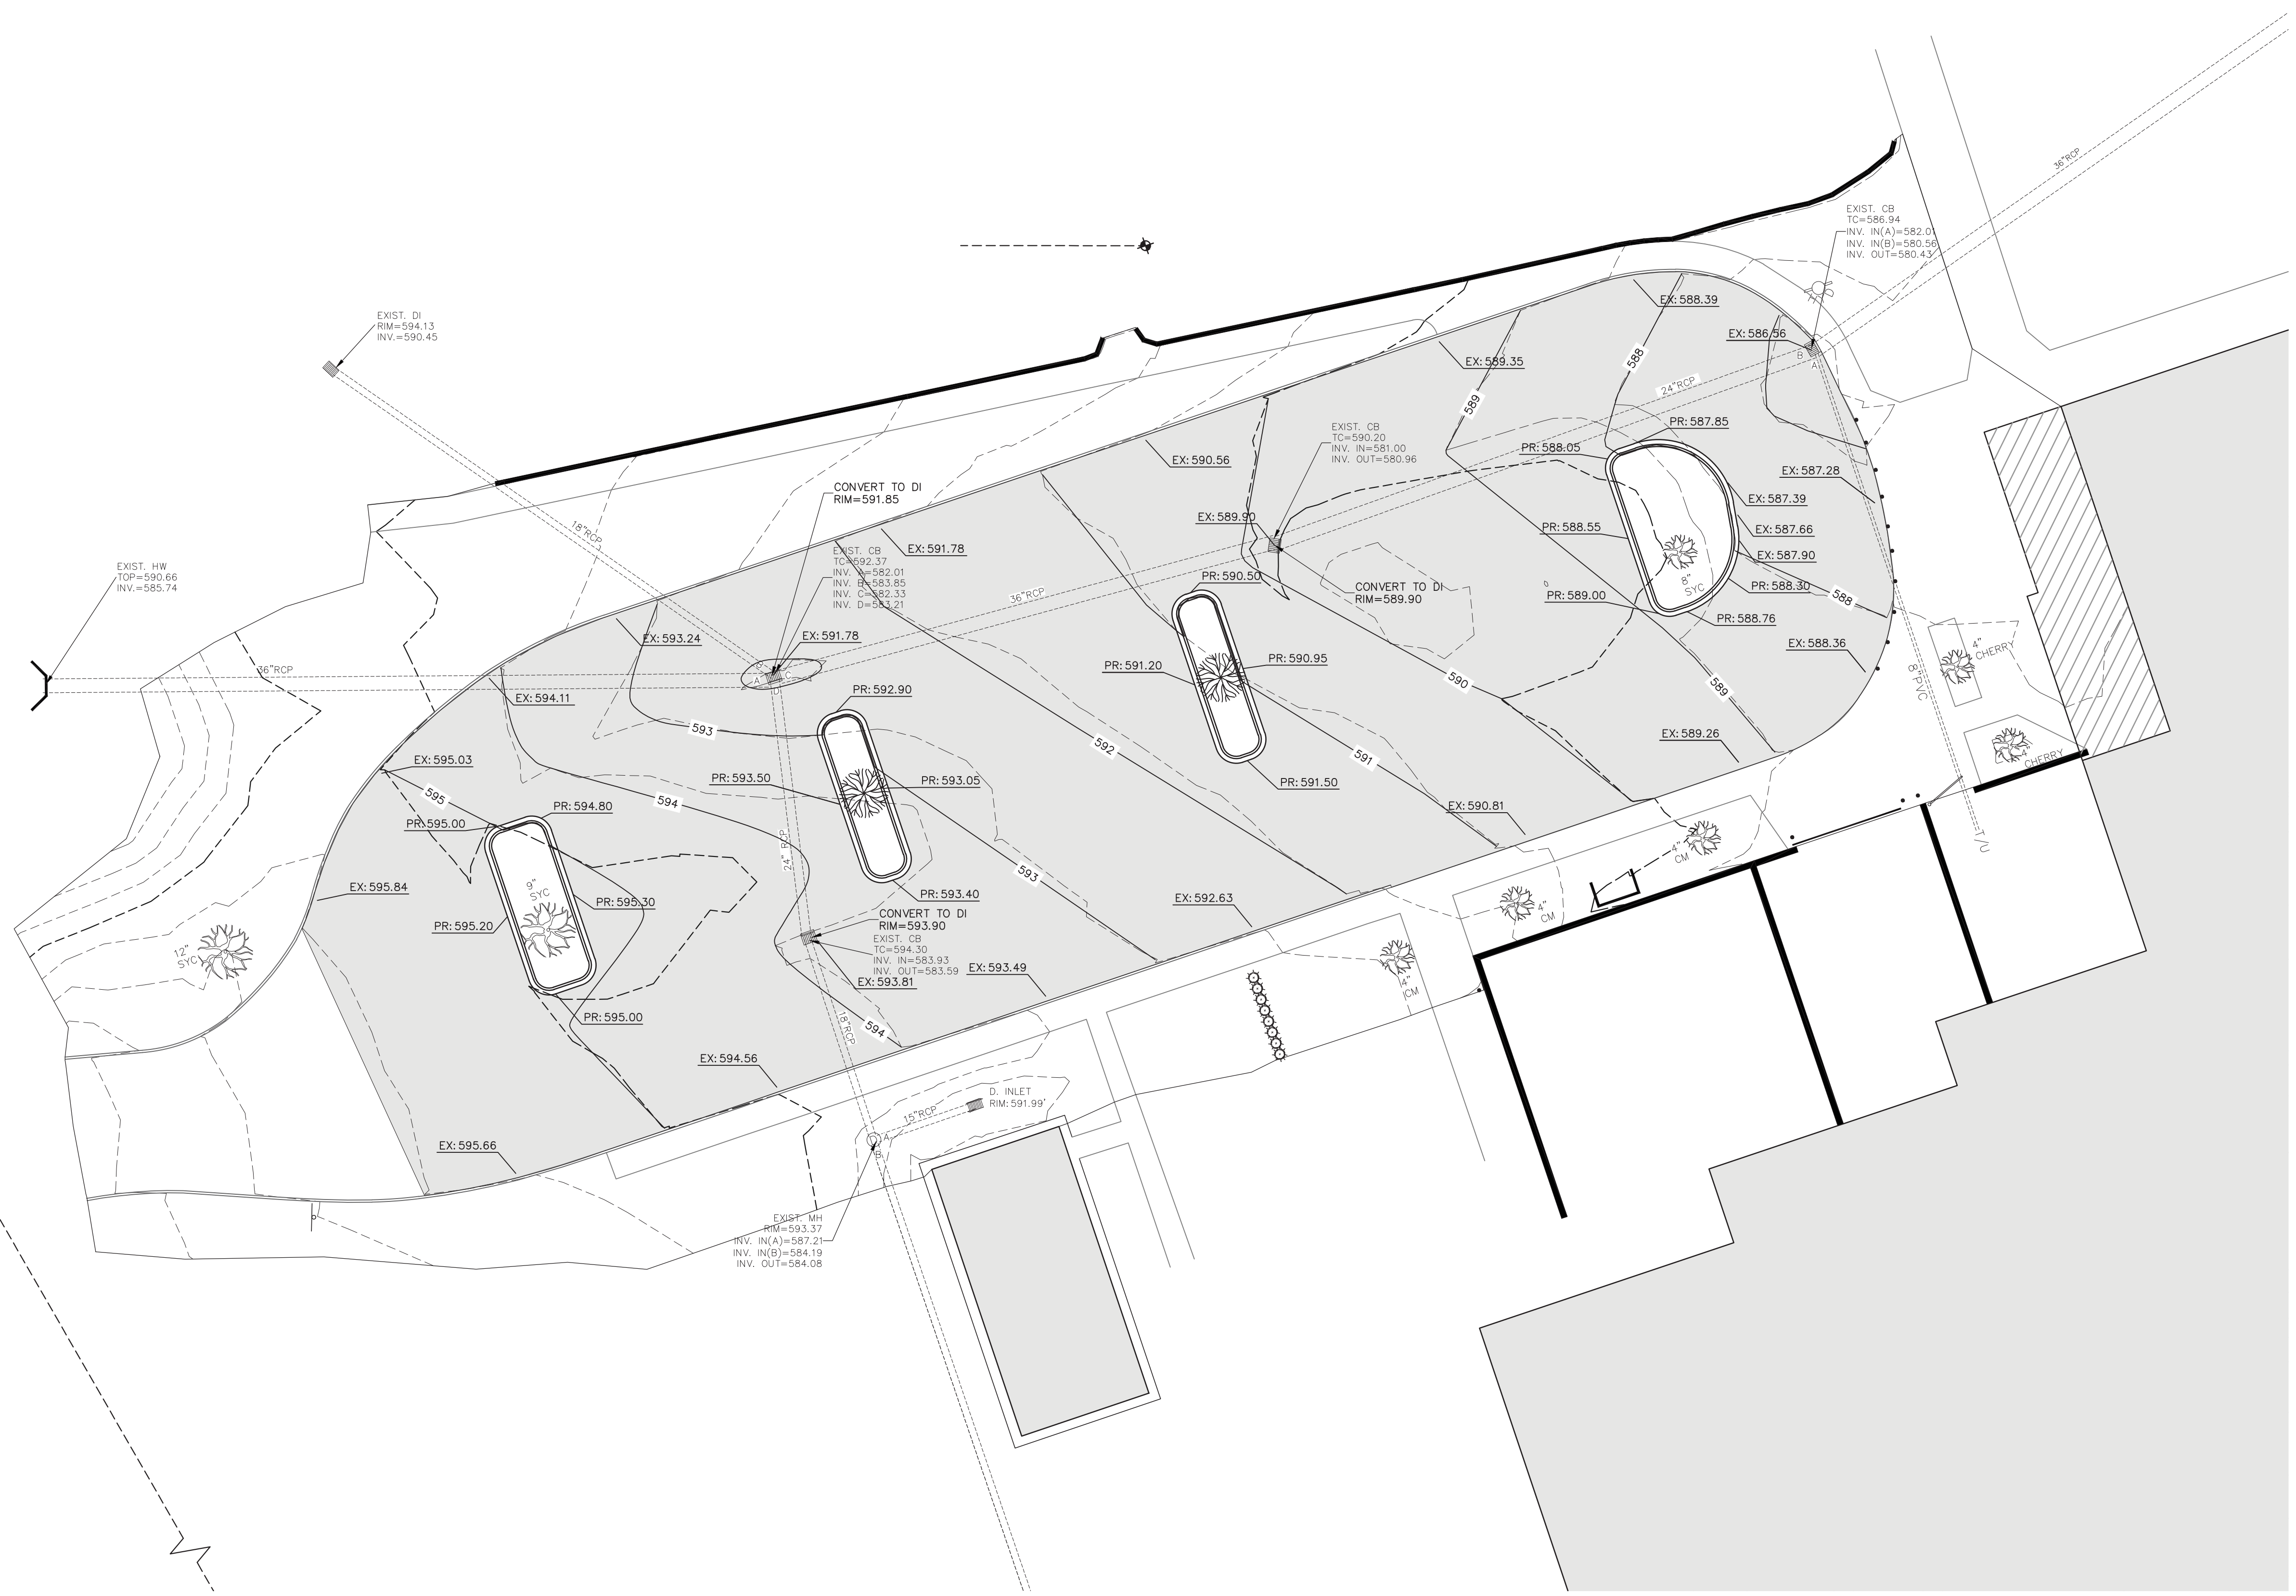 36"RCP
EXIST. CB
TC=586.94
INV. IN(A)=582.01
INV. IN(B)=580.56
INV. OUT=580.43
EX: 588.39
EX: 586.56
B
A
588
EX: 589.35
24"RCP
589
EXIST. DI
RIM=594.13
INV.=590.45
EXIST. CB
TC=590.20
INV. IN=581.00
INV. OUT=580.96
PR: 587.85
PR: 588.05
EX: 590.56
EX: 587.28
CONVERT TO DI
RIM=591.85
EX: 587.39
EX: 589.90
PR: 588.55
EX: 587.66
18"RCP
EX: 591.78
EXIST. CB
TC=592.37
INV. A=582.01
INV. B=583.85
INV. C=582.33
INV. D=583.21
EX: 587.90
EXIST. HW
TOP=590.66
INV.=585.74
PR: 590.50
CONVERT TO DI
RIM=589.90
8"
SYC
PR: 588.30
36"RCP
PR: 589.00
588
PR: 588.76
EX: 593.24
EX: 591.78
EX: 588.36
4"
CHERRY
36"RCP
B
A
C
D
PR: 591.20
PR: 590.95
590
589
8"PVC
EX: 594.11
PR: 592.90
593
592
591
EX: 589.26
4"
CHERRY
EX: 595.03
PR: 593.50
PR: 593.05
PR: 591.50
595
594
PR: 594.80
PR: 595.00
EX: 590.81
T/U
24" RCP
4"
CM
593
9"
SYC
EX: 595.84
PR: 595.30
PR: 593.40
EX: 592.63
4"
CM
PR: 595.20
CONVERT TO DI
RIM=593.90
EXIST. CB
TC=594.30
INV. IN=583.93
INV. OUT=583.59
EX: 593.81
12"
SYC
EX: 593.49
4"
CM
PR: 595.00
594
18"RCP
EX: 594.56
D. INLET
RIM: 591.99'
15"RCP
A
B
EX: 595.66
EXIST. MH
RIM=593.37
INV. IN(A)=587.21
INV. IN(B)=584.19
INV. OUT=584.08